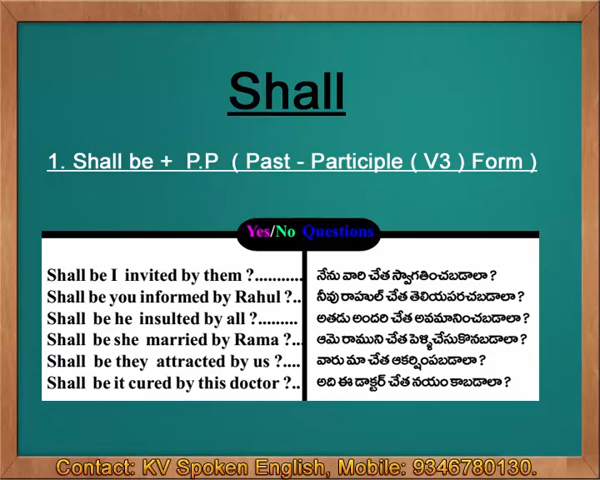 Shall
1. Shall be + P.P ( Past - Participle ( V3 ) Form )
Yes/No Questions
Shall be I invited by them ?........... నేను వారి చేత స్వాగతించబడాలా ?
Shall be you informed by Rahul ?.. నీవు రాహుల్ చేత తెలియపరచబడాలా ?
Shall be he insulted by all ?......... అతడు అందరి చేత అవమానించబడాలా ?
Shall be she married by Rama ?... ఆమె రాముని చేత పెళ్ళిచేసుకొనబడాలా ?
Shall be they attracted by us ?.... వారు మా చేత ఆకర్షింపబడాలా ?
Shall be it cured by this doctor ?.. అది ఈ డాక్టర్ చేత నయం కాబడాలా ?
Contact: KV Spoken English, Mobile: 9346780130.